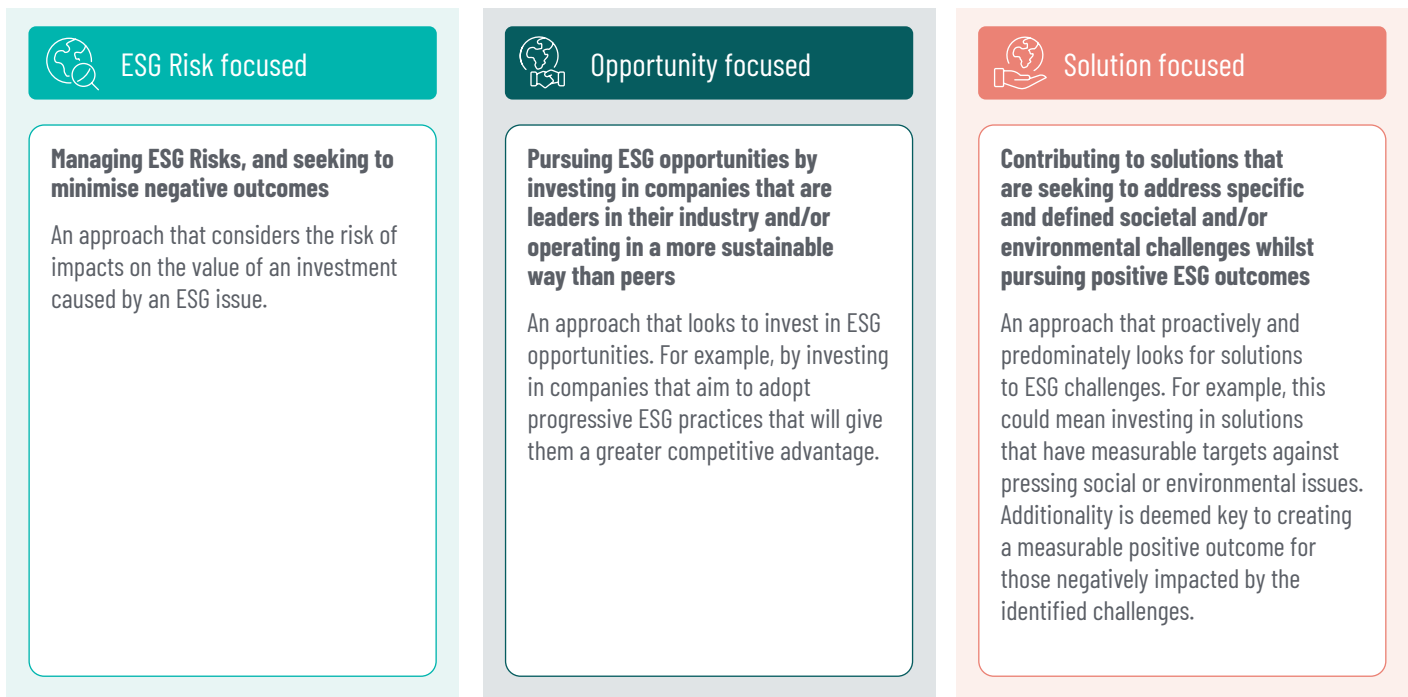 ESG Risk focused
Managing ESG Risks, and seeking to
minimise negative outcomes
An approach that considers the risk of
impacts on the value of an investment
caused by an ESG issue.
Opportunity focused
Pursuing ESG opportunities by
investing in companies that are
leaders in their industry and/or
operating in a more sustainable
way than peers
An approach that looks to invest in ESG
opportunities. For example, by investing
in companies that aim to adopt
progressive ESG practices that will give
them a greater competitive advantage.
Solution focused
Contributing to solutions that
are seeking to address specific
and defined societal and/or
environmental challenges whilst
pursuing positive ESG outcomes
An approach that proactively and
predominately looks for solutions
to ESG challenges. For example, this
could mean investing in solutions
that have measurable targets against
pressing social or environmental issues.
Additionality is deemed key to creating
a measurable positive outcome for
those negatively impacted by the
identified challenges.